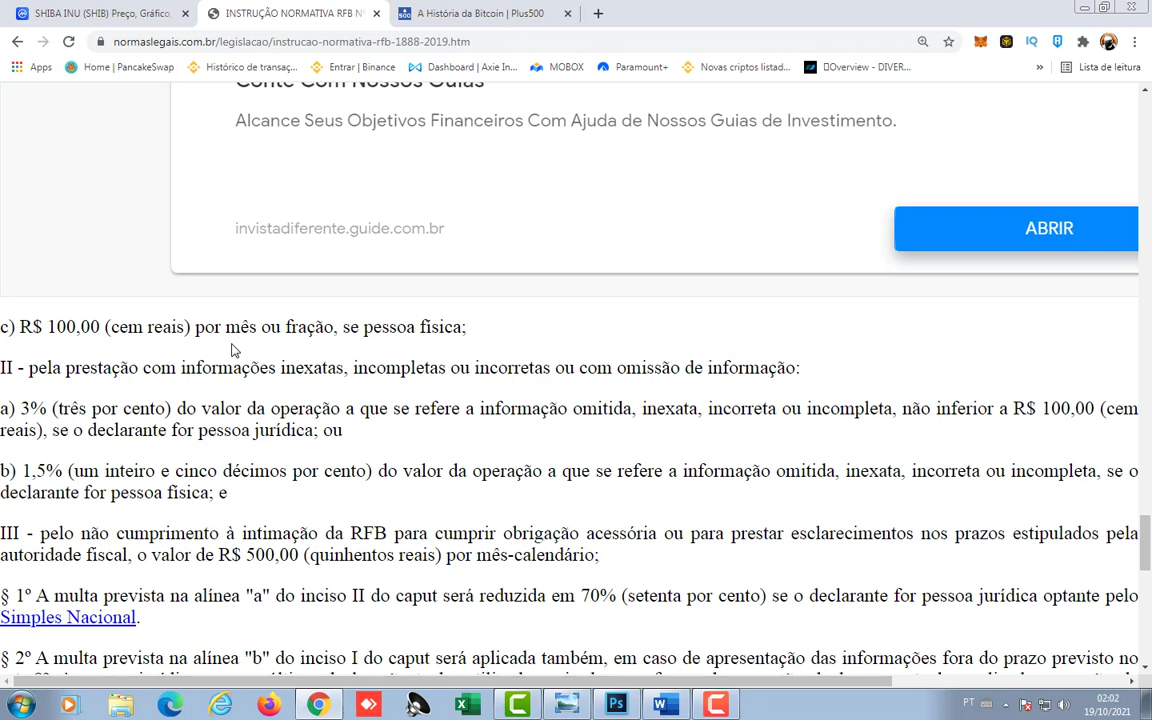 SHIBA INU (SHIB) Preço, Gráfico,
INSTRUÇÃO NORMATIVA RFB Nº
A História da Bitcoin | Plus500
normaslegais.com.br/legislacao/instrucao-normativa-rfb-1888-2019.htm
Apps
Home | PancakeSwap
Histórico de transaç...
Entrar | Binance
Dashboard | Axie In...
MOBOX
Paramount+
Novas criptos listad...
Overview - DIVER...
»
Lista de leitura
Conte Com Nossos Guias
Alcance Seus Objetivos Financeiros Com Ajuda de Nossos Guias de Investimento.
invistadiferente.guide.com.br
ABRIR
c) R$ 100,00 (cem reais) por mês ou fração, se pessoa física;
II - pela prestação com informações inexatas, incompletas ou incorretas ou com omissão de informação:
a) 3% (três por cento) do valor da operação a que se refere a informação omitida, inexata, incorreta ou incompleta, não inferior a R$ 100,00 (cem
reais), se o declarante for pessoa jurídica; ou
b) 1,5% (um inteiro e cinco décimos por cento) do valor da operação a que se refere a informação omitida, inexata, incorreta ou incompleta, se o
declarante for pessoa física; e
III - pelo não cumprimento à intimação da RFB para cumprir obrigação acessória ou para prestar esclarecimentos nos prazos estipulados pela
autoridade fiscal, o valor de R$ 500,00 (quinhentos reais) por mês-calendário;
§ 1º A multa prevista na alínea "a" do inciso II do caput será reduzida em 70% (setenta por cento) se o declarante for pessoa jurídica optante pelo
Simples Nacional.
§ 2º A multa prevista na alínea "b" do inciso I do caput será aplicada também, em caso de apresentação das informações fora do prazo previsto no
PT
02:02
19/10/2021